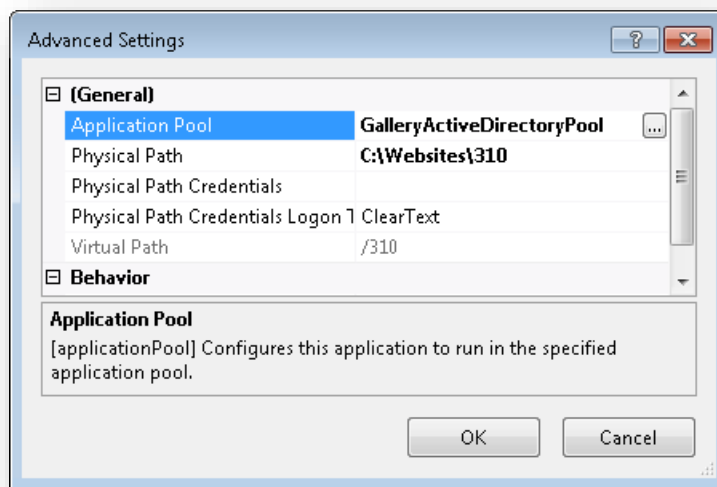 Advanced Settings
(General)
Application Pool GalleryActiveDirectoryPool ...
Physical Path C:\Websites\310
Physical Path Credentials
Physical Path Credentials Logon T ClearText
Virtual Path /310
Behavior
Application Pool
[applicationPool] Configures this application to run in the specified
application pool.
OK Cancel